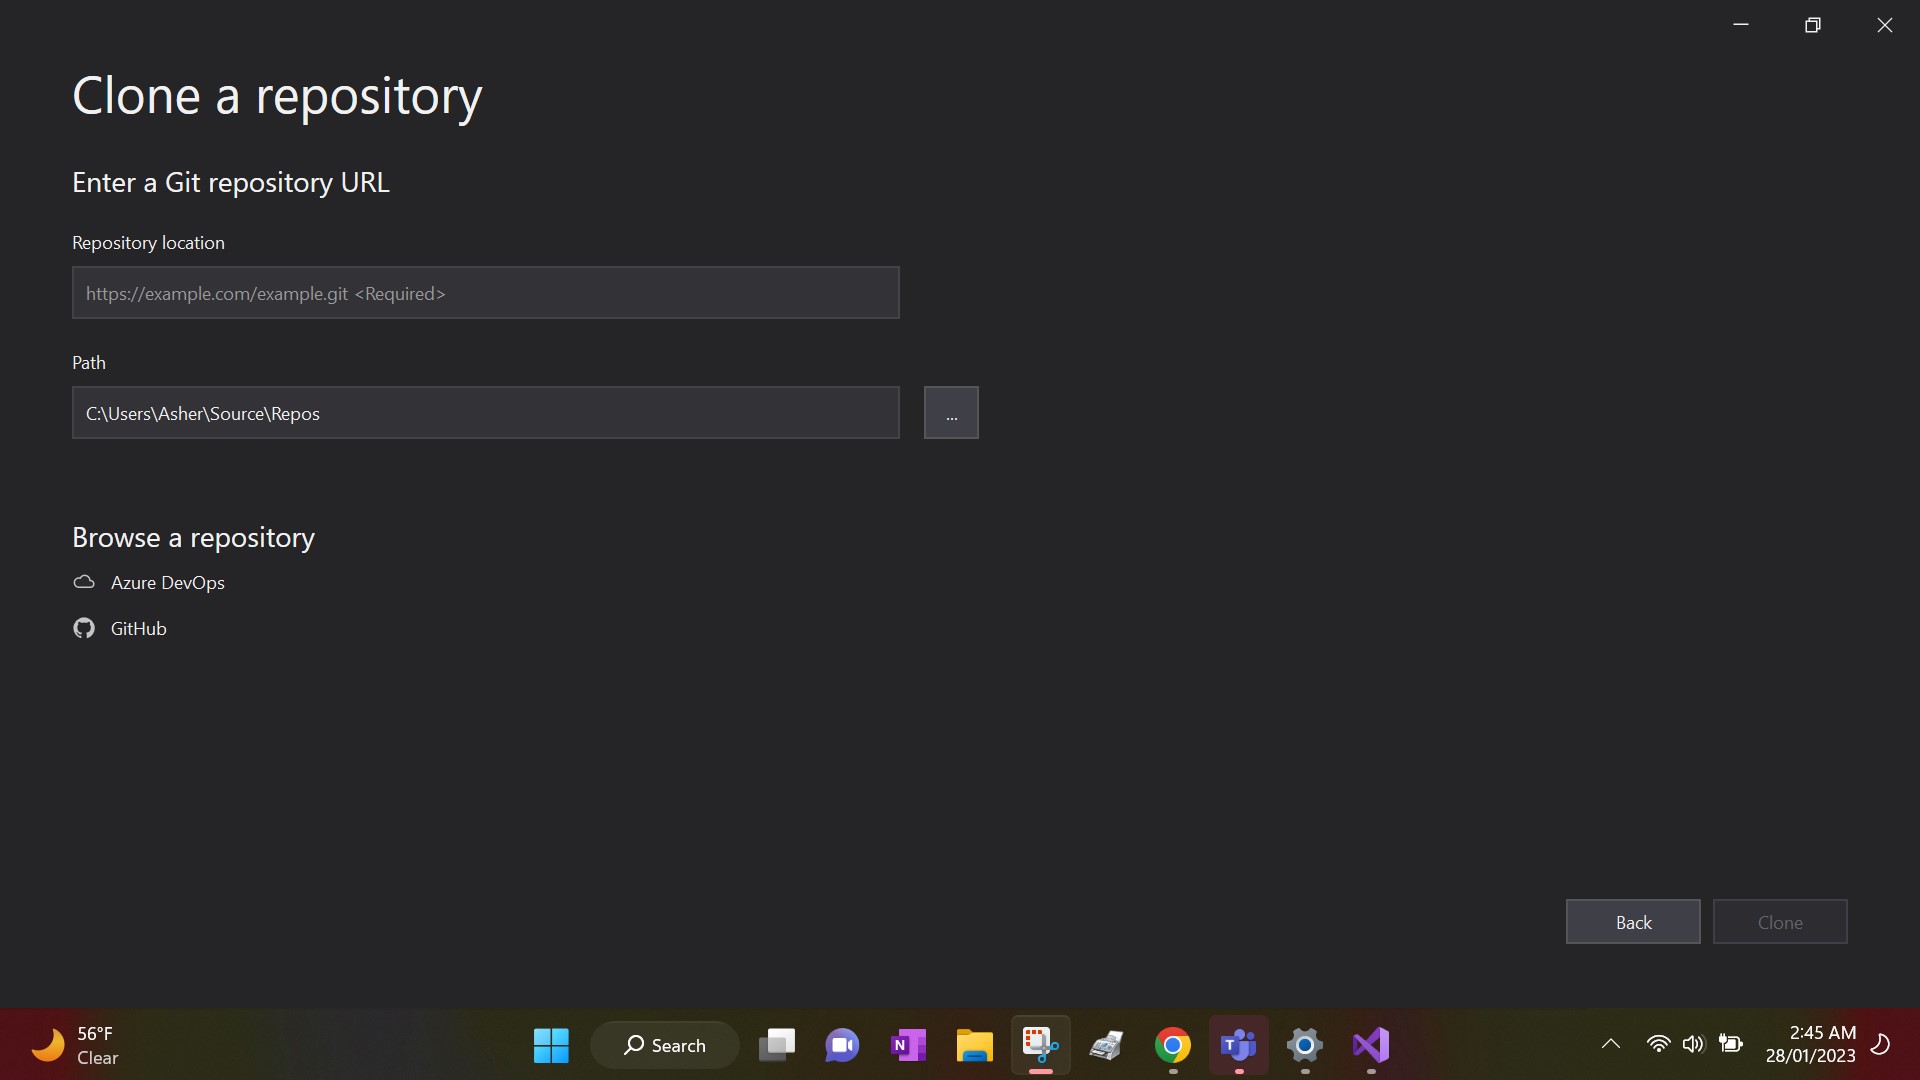 Clone a repository
Enter a Git repository URL
Repository location
https://example.com/example.git <Required>
Path
C:\Users\Asher\Source\Repos
...
Browse a repository
Azure DevOps
GitHub
Back
Clone
56°F
Clear
Search
N
T
2:45 AM
28/01/2023